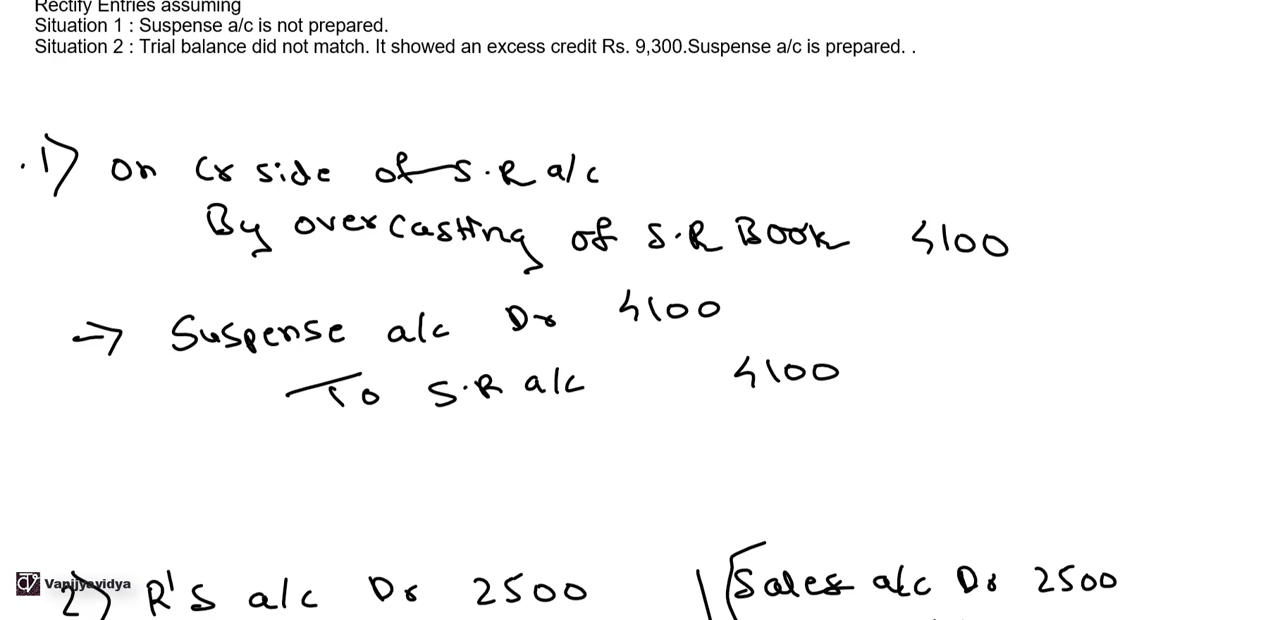 Rectify Entries assuming
Situation 1 : Suspense a/c is not prepared.
Situation 2 : Trial balance did not match. It showed an excess credit Rs. 9,300.Suspense a/c is prepared. .
.1) on Cr side of S.R a/c
By overcasting of S.R Book 4100
→ Suspense a/c Dr 4100
To S.R a/c 4100
Vanijyavidya
2) R's a/c Dr 2500
Sales a/c Dr 2500